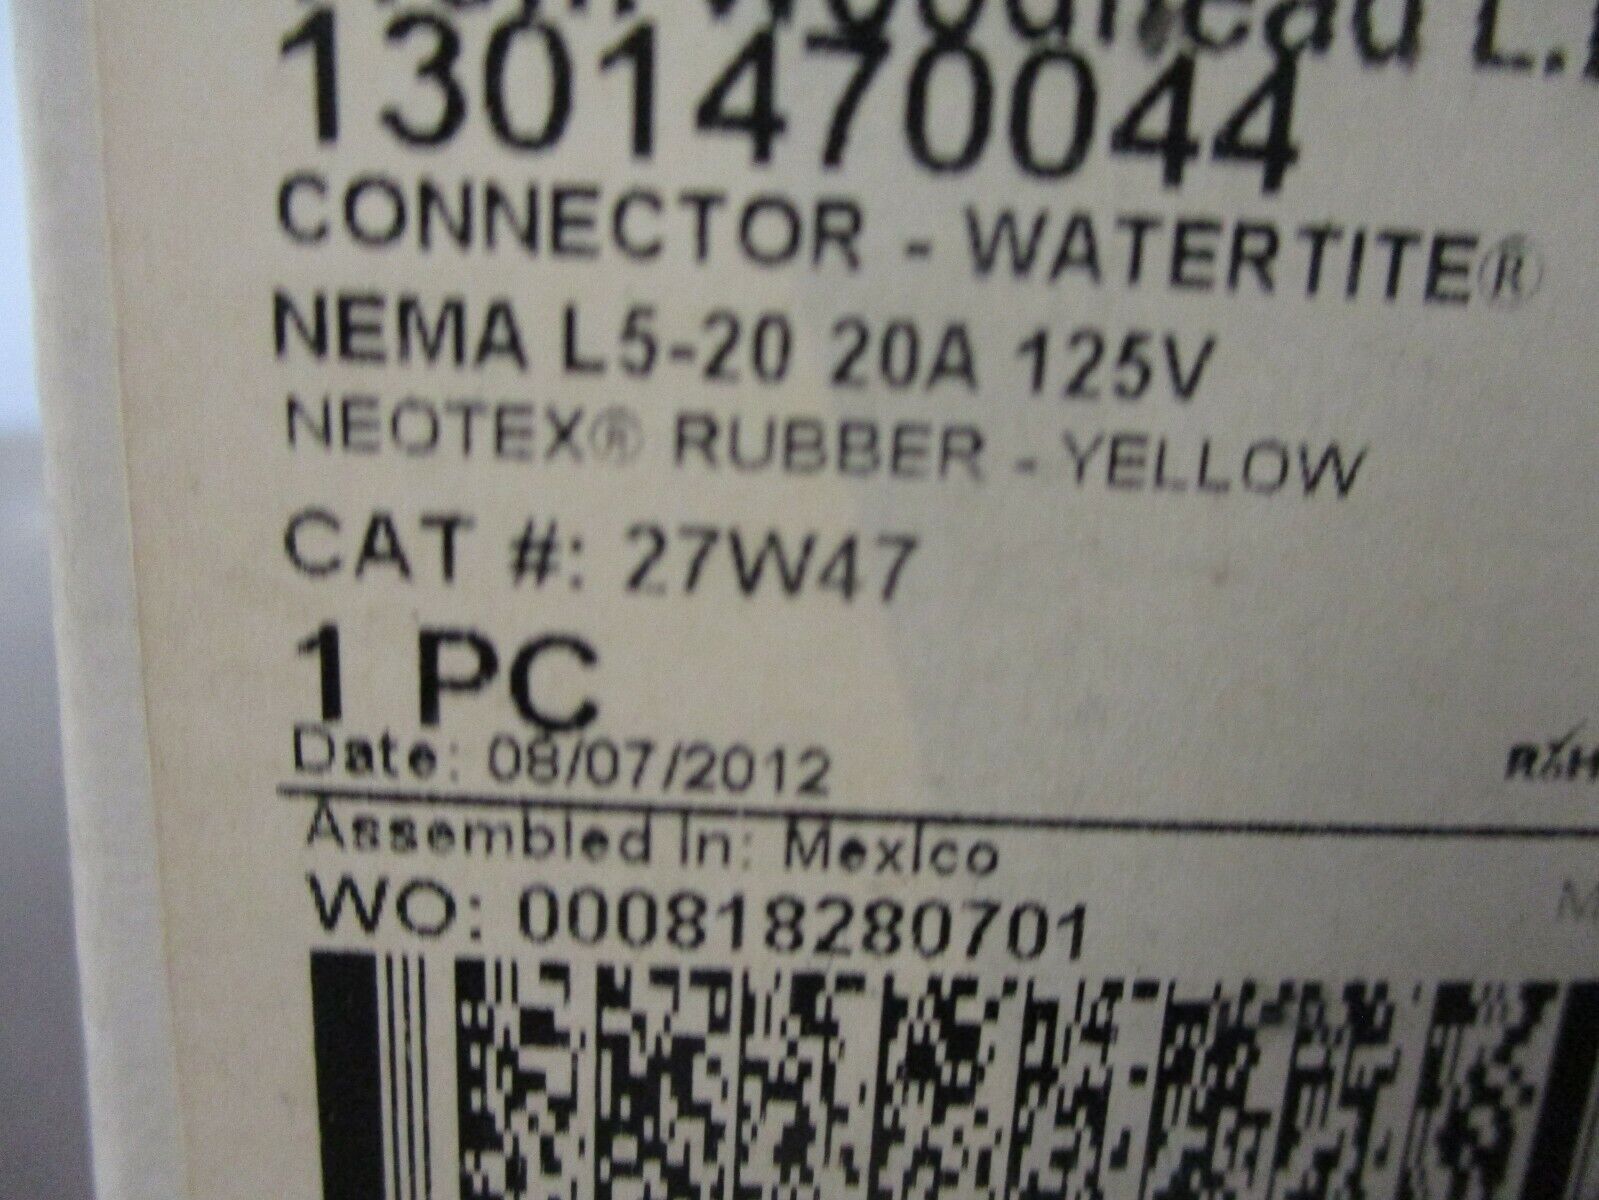 Woodhead L.
1301470044
CONNECTOR - WATERTITE®
NEMA L5-20 20A 125V
NEOTEX® RUBBER - YELLOW
CAT #: 27W47
1 PC
Date: 08/07/2012
Assembled In: Mexico
WO: 000818280701